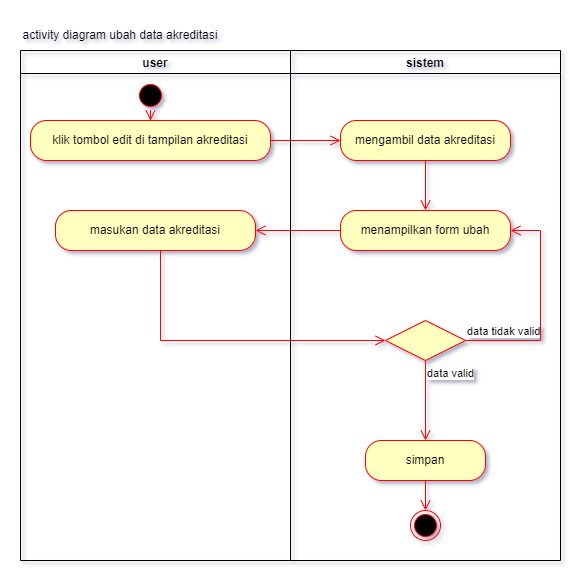 activity diagram ubah data akreditasi
user
sistem
klik tombol edit di tampilan akreditasi
mengambil data akreditasi
masukan data akreditasi
menampilkan form ubah
data tidak valid
data valid
simpan